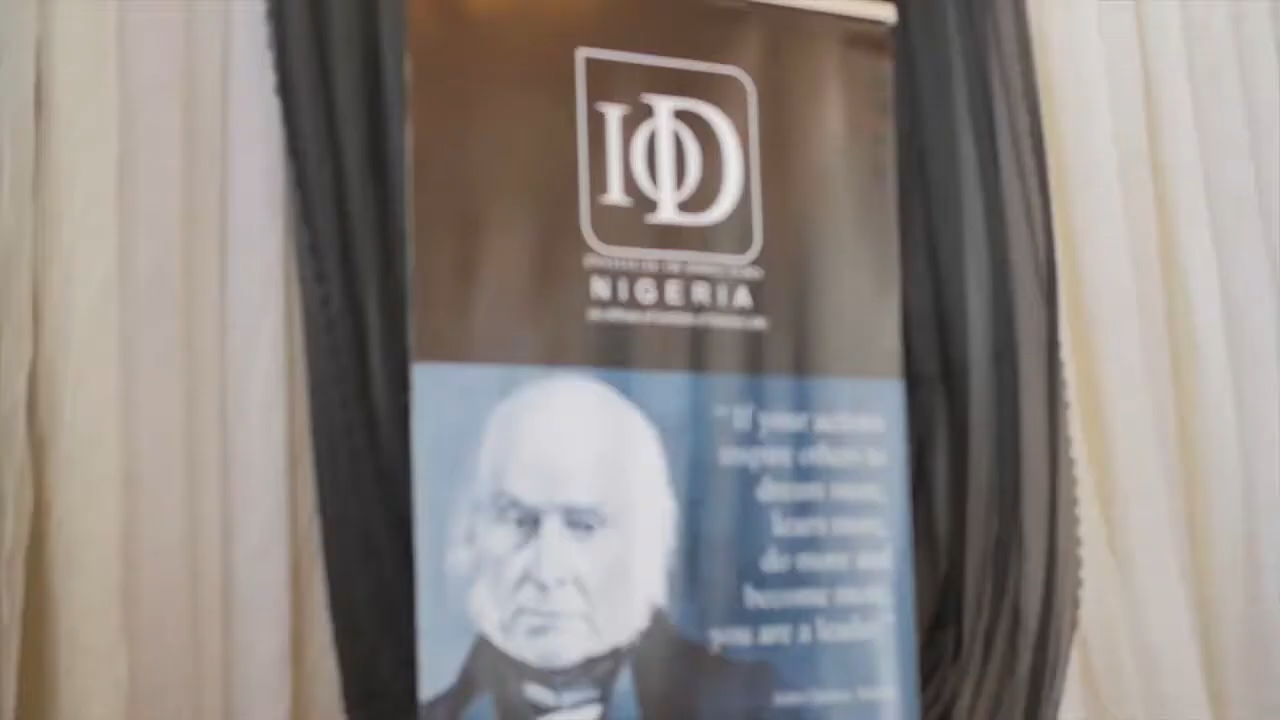 IoD
NIGERIA
"If your actions
inspire others to
dream more,
learn more,
do more and
become more,
you are a leader"